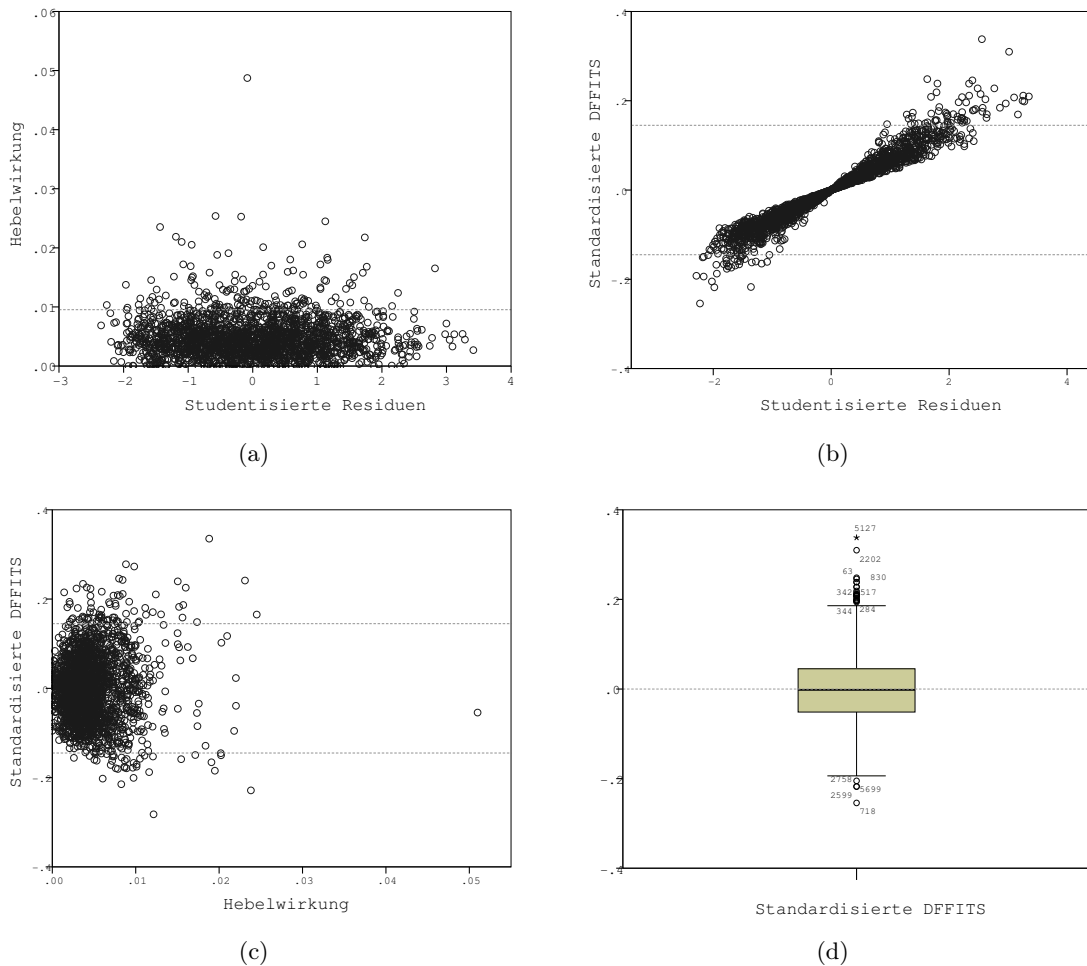 .06
.05
.04
.03
.02
.01
.00
-3 -2 -1 0 1 2 3 4
Hebelwirkung
Studentisierte Residuen
(a)
.4
.2
.0
-.2
-.4
-2 0 2 4
Standardisierte DFFITS
Studentisierte Residuen
(b)
.4
.2
.0
-.2
-.4
.00 .01 .02 .03 .04 .05
Standardisierte DFFITS
Hebelwirkung
(c)
.4
.2
.0
-.2
-.4
5127
2202
63 830
342 517
344 284
2758
5699
2599
718
Standardisierte DFFITS
(d)